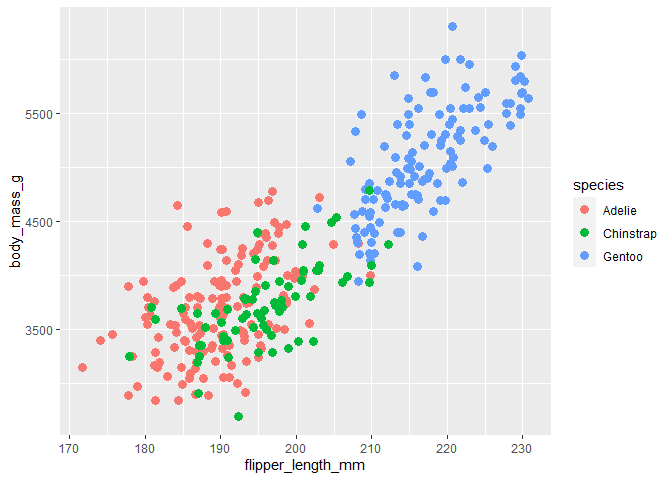 body_mass_g
5500
4500
3500
170 180 190 200 210 220 230
flipper_length_mm
species
Adelie
Chinstrap
Gentoo